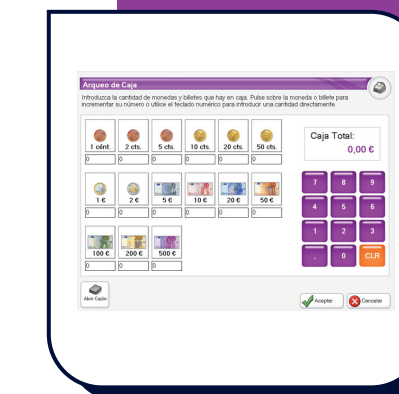 Arqueo de Caja
Introduzca la cantidad de monedas y billetes que hay en caja. Pulse sobre la moneda o billete para
incrementar su número o utilice el teclado numérico para introducir una cantidad directamente.
1 cént. 2 cts. 5 cts. 10 cts. 20 cts. 50 cts.
0 0 0 0 0 0
1 € 2 € 5 € 10 € 20 € 50 €
0 0 0 0 0 0
100 € 200 € 500 €
0 0 0
Caja Total:
0,00 €
7 8 9
4 5 6
1 2 3
. 0 CLR
Abrir Cajón
Aceptar Cancelar